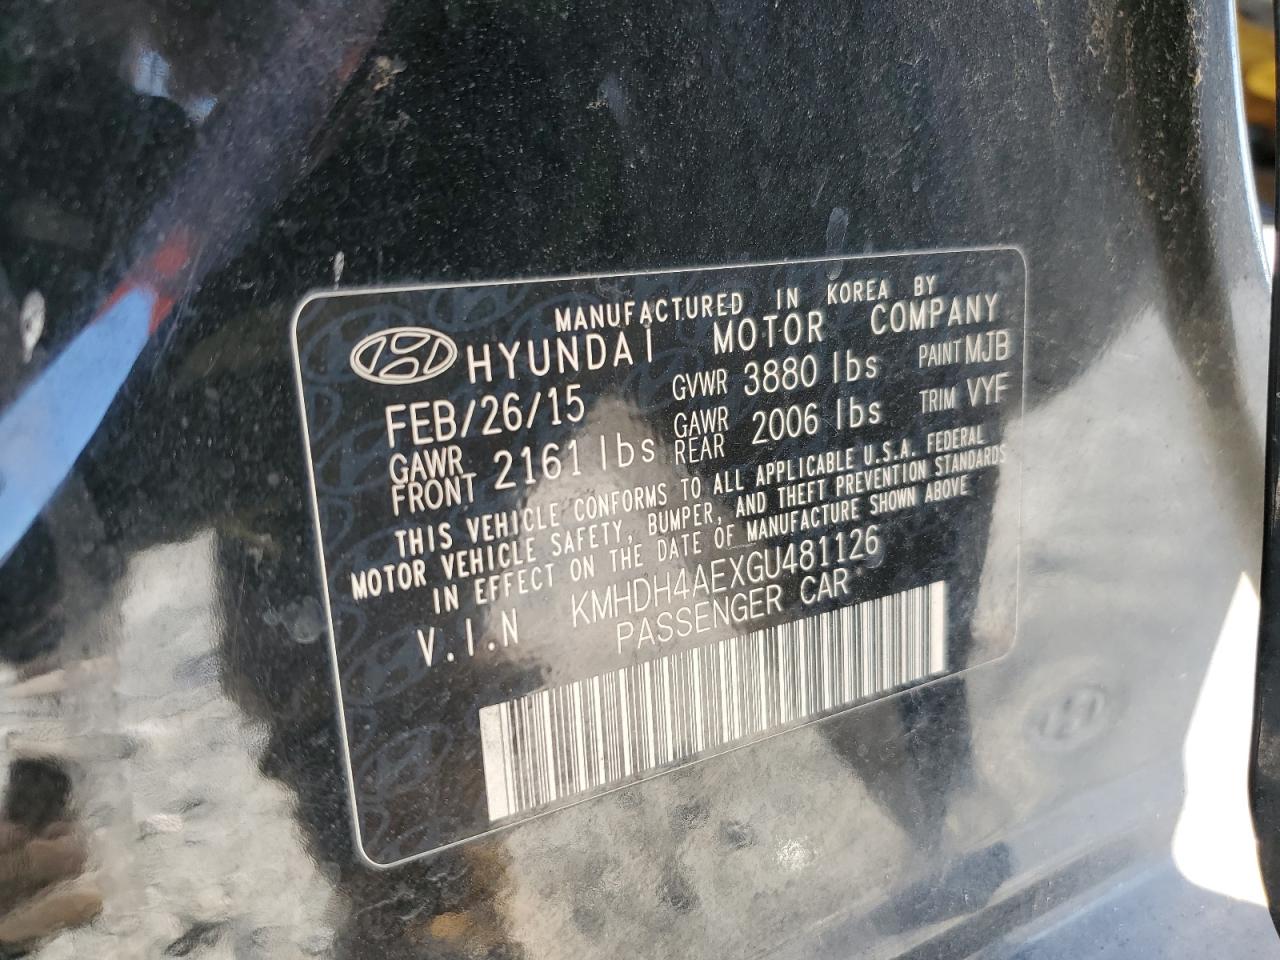 MANUFACTURED IN KOREA BY
HYUNDAI MOTOR COMPANY
FEB/26/15 GVWR 3880 lbs PAINT MJB
GAWR FRONT 2161 lbs GAWR REAR 2006 lbs TRIM VYF
THIS VEHICLE CONFORMS TO ALL APPLICABLE U.S.A. FEDERAL
MOTOR VEHICLE SAFETY, BUMPER, AND THEFT PREVENTION STANDARDS
IN EFFECT ON THE DATE OF MANUFACTURE SHOWN ABOVE
V.I.N KMHDH4AEXGU481126
PASSENGER CAR